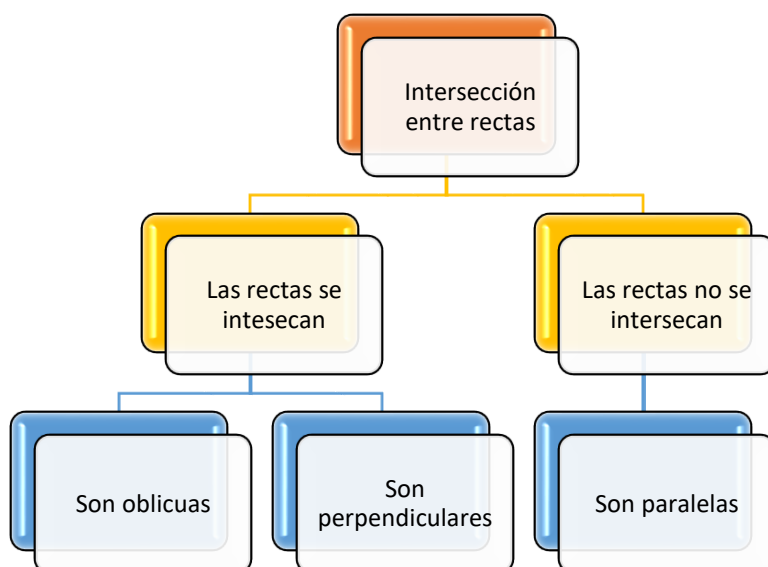 Intersección
entre rectas
Las rectas se
intesecan
Las rectas no se
intersecan
Son oblicuas
Son
perpendiculares
Son paralelas